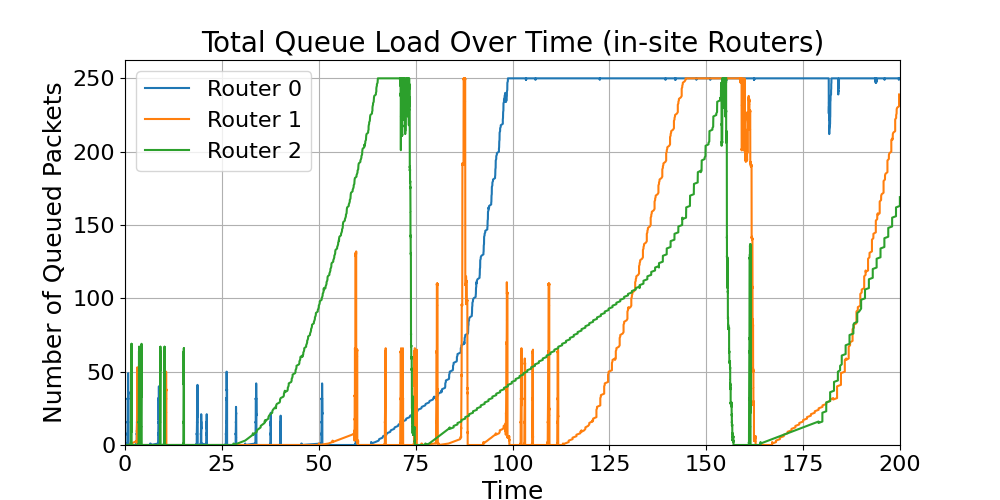 Total Queue Load Over Time (in-site Routers)
Number of Queued Packets
250
200
150
100
50
0
Router 0
Router 1
Router 2
0 25 50 75 100 125 150 175 200
Time